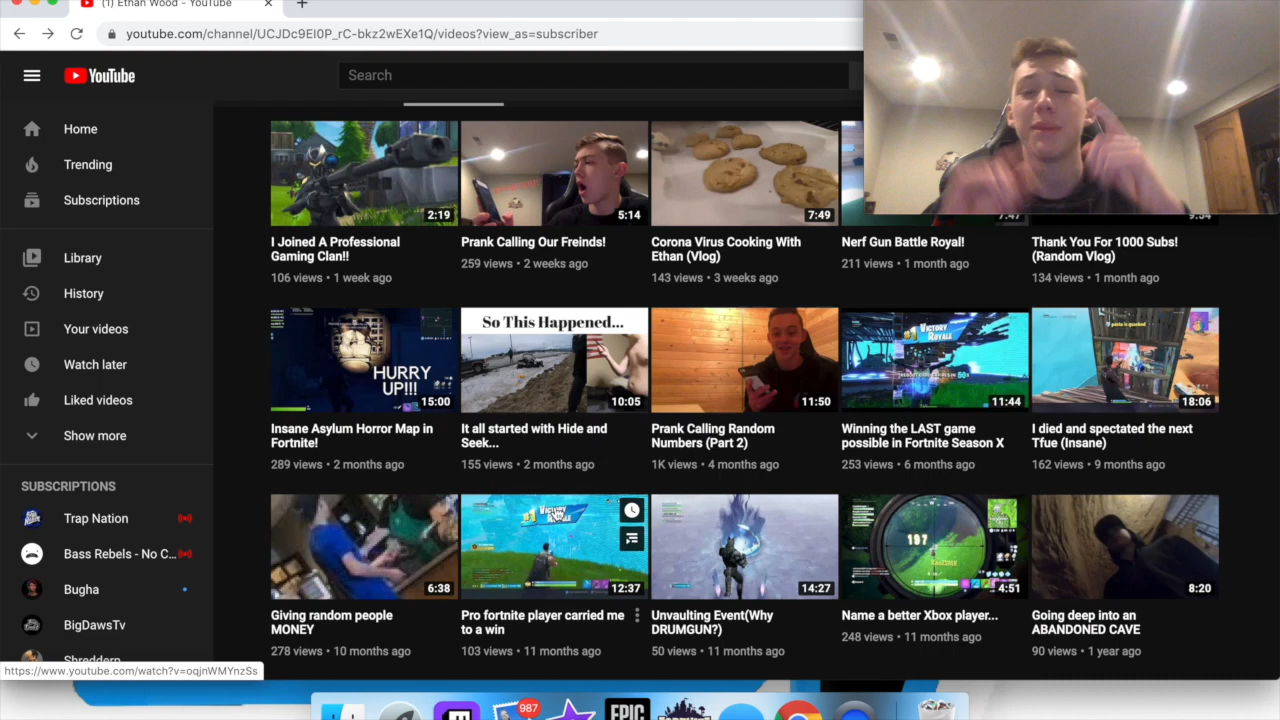 (1) Ethan Wood - YouTube
youtube.com/channel/UCJDc9EI0P_rC-bkz2wEXe1Q/videos?view_as=subscriber
YouTube
Search
Home
Trending
Subscriptions
Library
History
Your videos
Watch later
Liked videos
Show more
SUBSCRIPTIONS
Trap Nation
Bass Rebels - No C...
Bugha
BigDawsTv
Shreddern
https://www.youtube.com/watch?v=oqjnWMYnzSs
2:19
5:14
7:49
7:47
9:54
I Joined A Professional
Gaming Clan!!
106 views • 1 week ago
Prank Calling Our Freinds!
259 views • 2 weeks ago
Corona Virus Cooking With
Ethan (Vlog)
143 views • 3 weeks ago
Nerf Gun Battle Royal!
211 views • 1 month ago
Thank You For 1000 Subs!
(Random Vlog)
134 views • 1 month ago
HURRY
UP!!!
15:00
So This Happened...
10:05
11:50
#1 VICTORY
ROYALE
11:44
18:06
Insane Asylum Horror Map in
Fortnite!
289 views • 2 months ago
It all started with Hide and
Seek...
155 views • 2 months ago
Prank Calling Random
Numbers (Part 2)
1K views • 4 months ago
Winning the LAST game
possible in Fortnite Season X
253 views • 6 months ago
I died and spectated the next
Tfue (Insane)
162 views • 9 months ago
6:38
#1 VICTORY
ROYALE
12:37
14:27
197
4:51
8:20
Giving random people
MONEY
278 views • 10 months ago
Pro fortnite player carried me
to a win
103 views • 11 months ago
Unvaulting Event(Why
DRUMGUN?)
50 views • 11 months ago
Name a better Xbox player...
248 views • 11 months ago
Going deep into an
ABANDONED CAVE
90 views • 1 year ago
987
EPIC